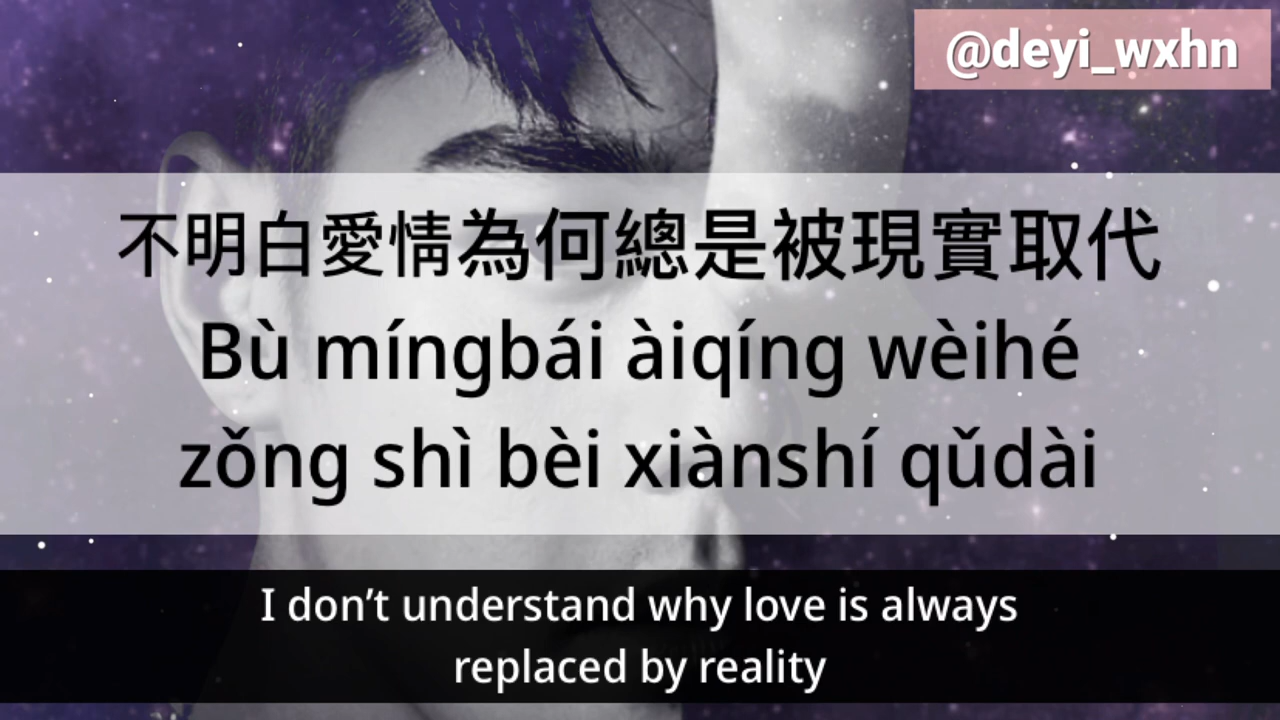 @deyi_wxhn
不明白愛情為何總是被現實取代
Bù míngbái àiqíng wèihé
zǒng shì bèi xiànshí qǔdài
I don’t understand why love is always
replaced by reality